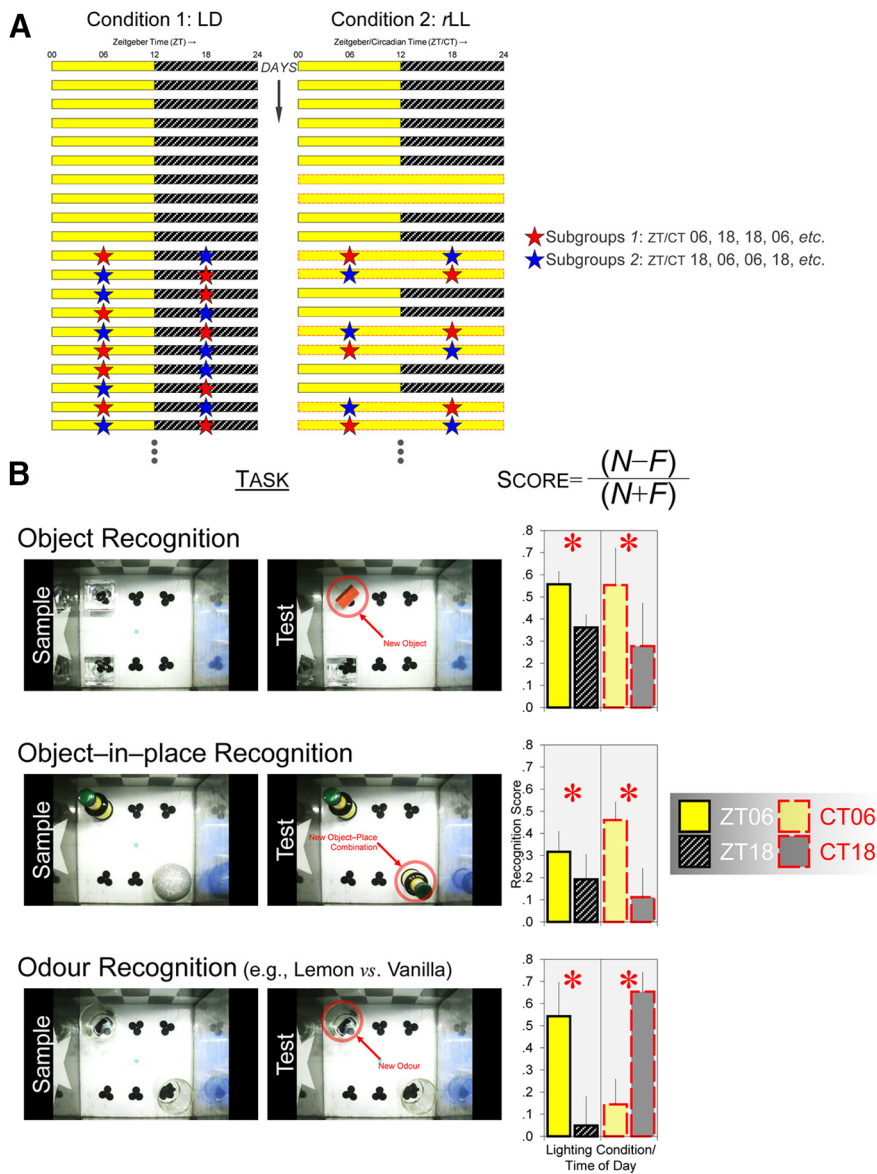 A
Condition 1: LD
Condition 2: rLL
Zeitgeber Time (ZT) →
Zeitgeber/Circadian Time (ZT/CT) →
00 06 12 18 24
00 06 12 18 24
DAYS
Subgroups 1: ZT/CT 06, 18, 18, 06, etc.
Subgroups 2: ZT/CT 18, 06, 06, 18, etc.
B
TASK
SCORE=
(N−F)
(N+F)
Object Recognition
Sample
Test
New Object
.8
.7
.6
.5
.4
.3
.2
.1
.0
* *
Object–in–place Recognition
Sample
Test
New Object–Place
Combination
Recognition Score
.8
.7
.6
.5
.4
.3
.2
.1
.0
* *
ZT06 CT06
ZT18 CT18
Odour Recognition (e.g., Lemon vs. Vanilla)
Sample
Test
New Odour
.8
.7
.6
.5
.4
.3
.2
.1
.0
* *
Lighting Condition/
Time of Day